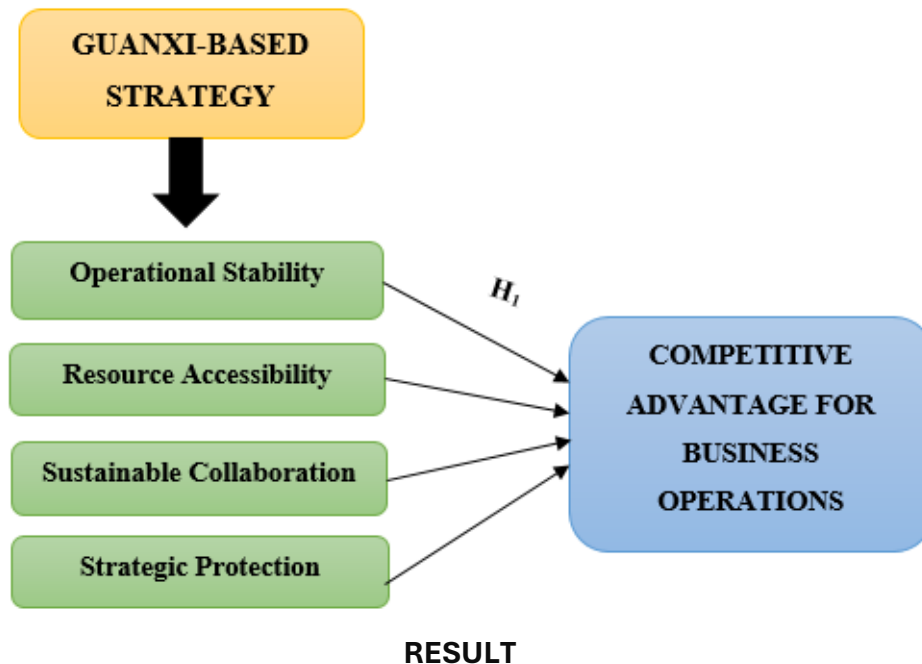 GUANXI-BASED
STRATEGY
Operational Stability
H₁
Resource Accessibility
Sustainable Collaboration
Strategic Protection
COMPETITIVE
ADVANTAGE FOR
BUSINESS
OPERATIONS
RESULT